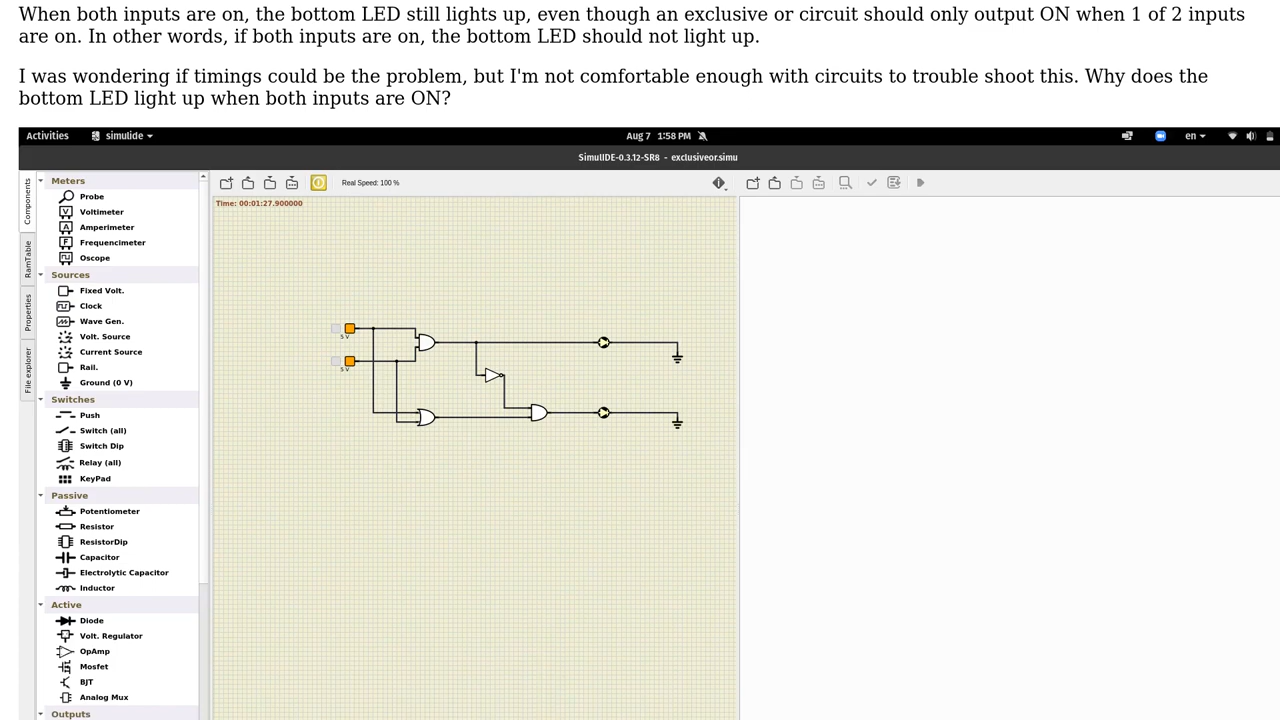 When both inputs are on, the bottom LED still lights up, even though an exclusive or circuit should only output ON when 1 of 2 inputs
are on. In other words, if both inputs are on, the bottom LED should not light up.
I was wondering if timings could be the problem, but I'm not comfortable enough with circuits to trouble shoot this. Why does the
bottom LED light up when both inputs are ON?
Activities simulide Aug 7 1:58 PM en
SimulIDE-0.3.12-SR8 - exclusiveor.simu
Components
RamTable
Properties
File explorer
Meters
Probe
Voltimeter
Amperimeter
Frequencimeter
Oscope
Sources
Fixed Volt.
Clock
Wave Gen.
Volt. Source
Current Source
Rail.
Ground (0 V)
Switches
Push
Switch (all)
Switch Dip
Relay (all)
KeyPad
Passive
Potentiometer
Resistor
ResistorDip
Capacitor
Electrolytic Capacitor
Inductor
Active
Diode
Volt. Regulator
OpAmp
Mosfet
BJT
Analog Mux
Outputs
Real Speed: 100 %
Time: 00:01:27.900000
5 V
5 V